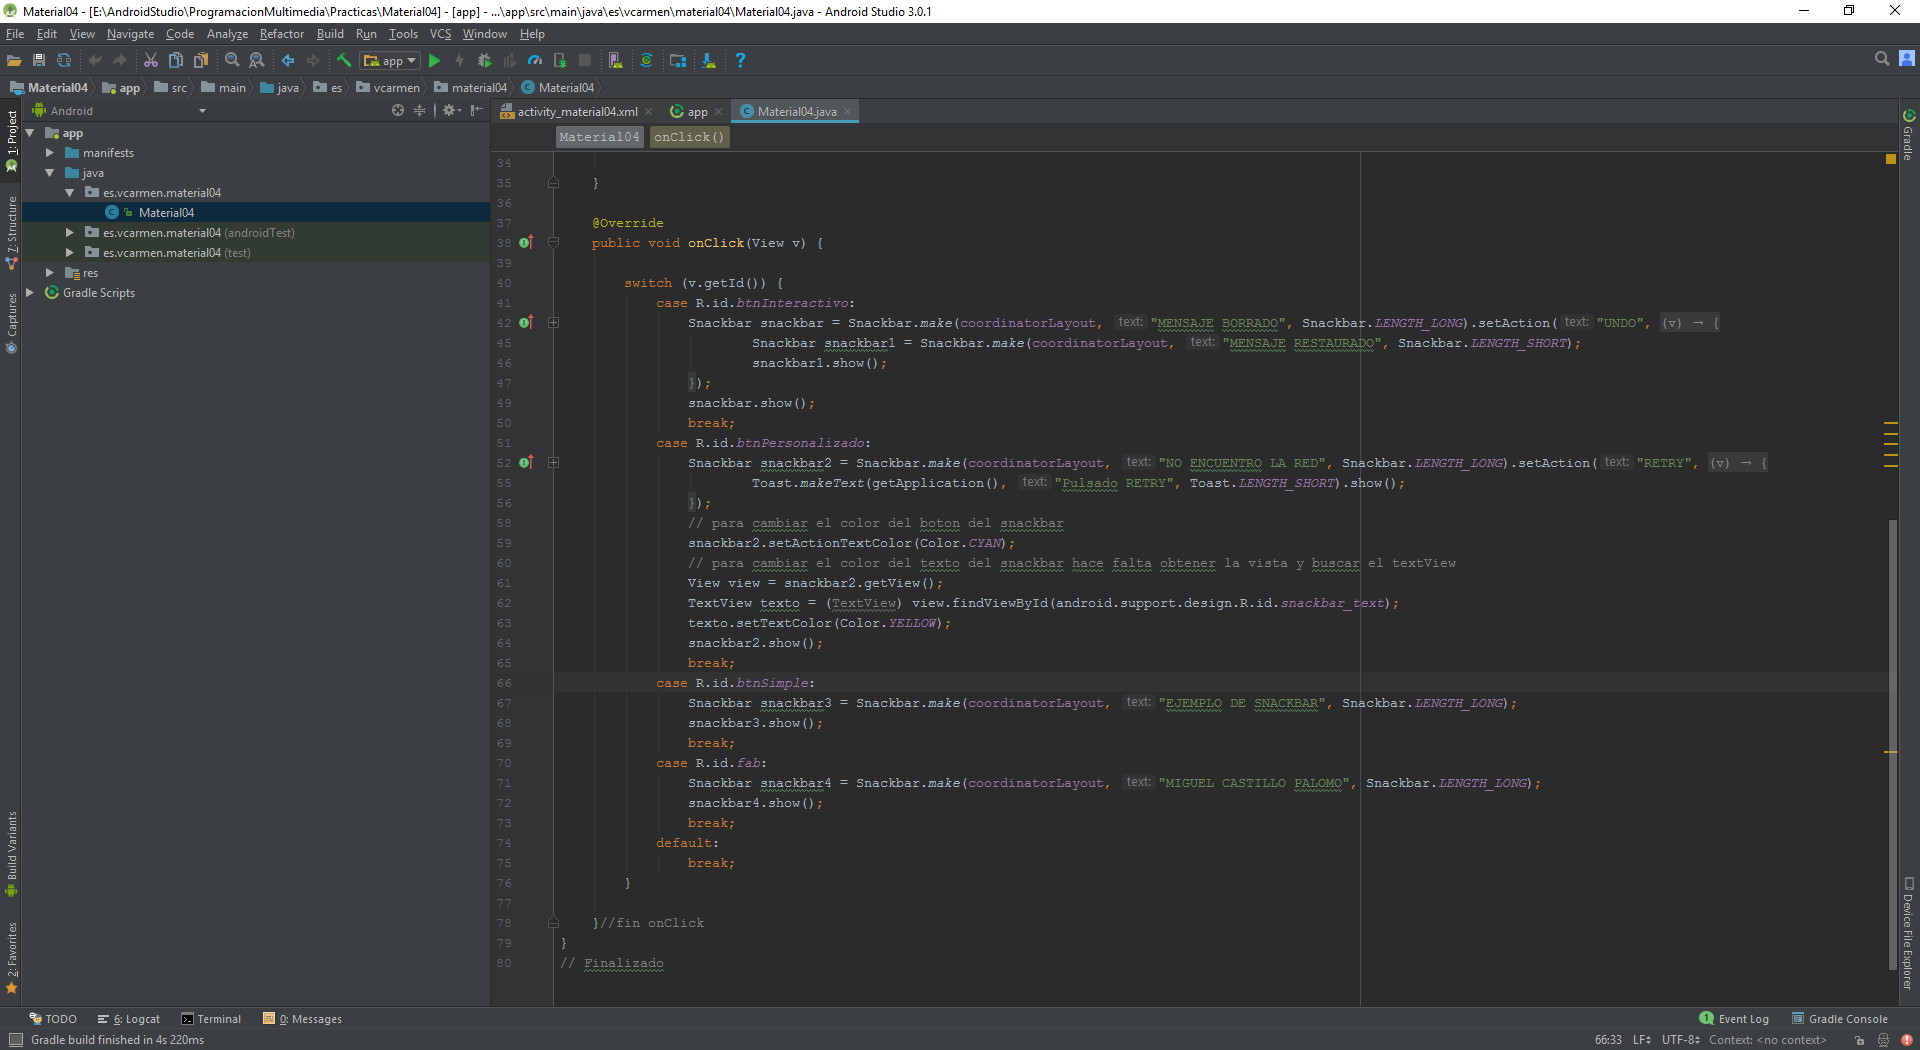 Material04 - [E:\AndroidStudio\ProgramacionMultimedia\Practicas\Material04] - [app] - ...\app\src\main\java\es\vcarmen\material04\Material04.java - Android Studio 3.0.1
File Edit View Navigate Code Analyze Refactor Build Run Tools VCS Window Help
app
Material04 app src main java es vcarmen material04 Material04
Android
activity_material04.xml app Material04.java
Material04 onClick()
1: Project
7: Structure
Captures
Build Variants
2: Favorites
app
manifests
java
es.vcarmen.material04
Material04
es.vcarmen.material04 (androidTest)
es.vcarmen.material04 (test)
res
Gradle Scripts
34
35 }
36
37 @Override
38 public void onClick(View v) {
39
40 switch (v.getId()) {
41 case R.id.btnInteractivo:
42 Snackbar snackbar = Snackbar.make(coordinatorLayout, text: "MENSAJE BORRADO", Snackbar.LENGTH_LONG).setAction( text: "UNDO", (v) → {
45 Snackbar snackbar1 = Snackbar.make(coordinatorLayout, text: "MENSAJE RESTAURADO", Snackbar.LENGTH_SHORT);
46 snackbar1.show();
47 });
49 snackbar.show();
50 break;
51 case R.id.btnPersonalizado:
52 Snackbar snackbar2 = Snackbar.make(coordinatorLayout, text: "NO ENCUENTRO LA RED", Snackbar.LENGTH_LONG).setAction( text: "RETRY", (v) → {
55 Toast.makeText(getApplication(), text: "Pulsado RETRY", Toast.LENGTH_SHORT).show();
56 });
58 // para cambiar el color del boton del snackbar
59 snackbar2.setActionTextColor(Color.CYAN);
60 // para cambiar el color del texto del snackbar hace falta obtener la vista y buscar el textView
61 View view = snackbar2.getView();
62 TextView texto = (TextView) view.findViewById(android.support.design.R.id.snackbar_text);
63 texto.setTextColor(Color.YELLOW);
64 snackbar2.show();
65 break;
66 case R.id.btnSimple:
67 Snackbar snackbar3 = Snackbar.make(coordinatorLayout, text: "EJEMPLO DE SNACKBAR", Snackbar.LENGTH_LONG);
68 snackbar3.show();
69 break;
70 case R.id.fab:
71 Snackbar snackbar4 = Snackbar.make(coordinatorLayout, text: "MIGUEL CASTILLO PALOMO", Snackbar.LENGTH_LONG);
72 snackbar4.show();
73 break;
74 default:
75 break;
76 }
77
78 }//fin onClick
79 }
80 // Finalizado
Gradle
Device File Explorer
TODO 6: Logcat Terminal 0: Messages 1 Event Log Gradle Console
Gradle build finished in 4s 220ms 66:33 LF UTF-8 Context: <no context>